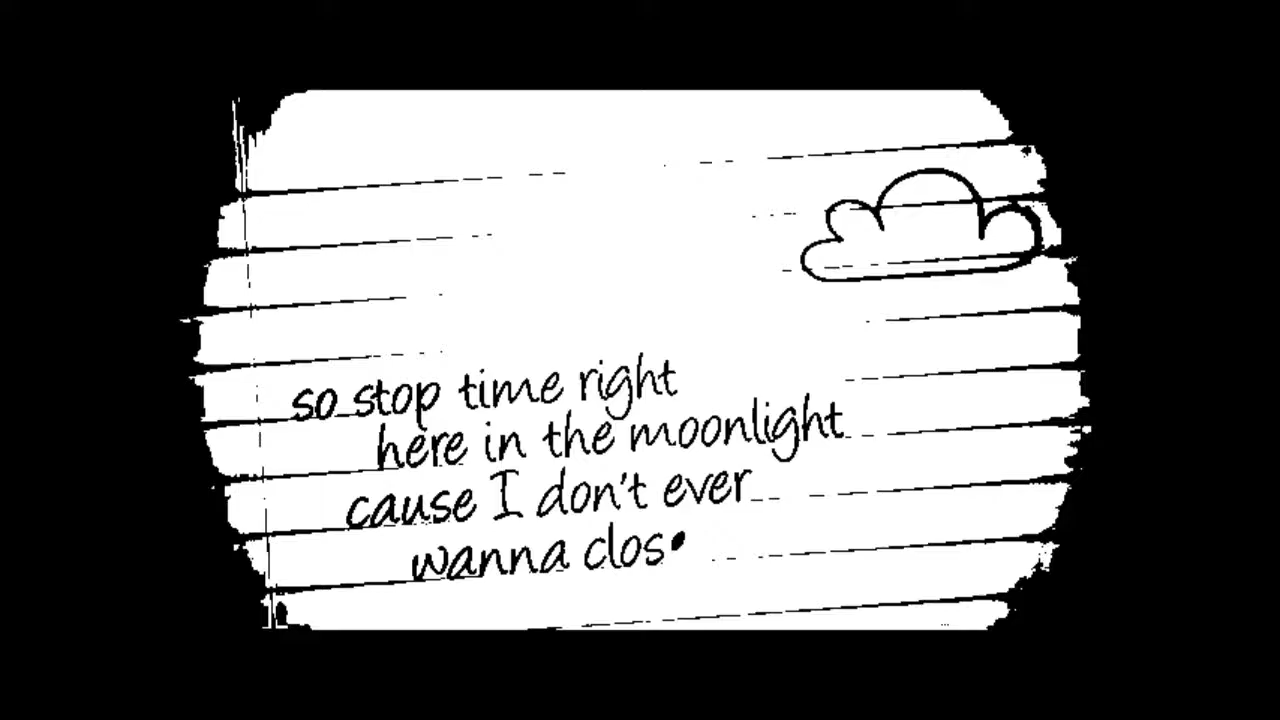 so stop time right
here in the moonlight
cause I don't ever
wanna clos